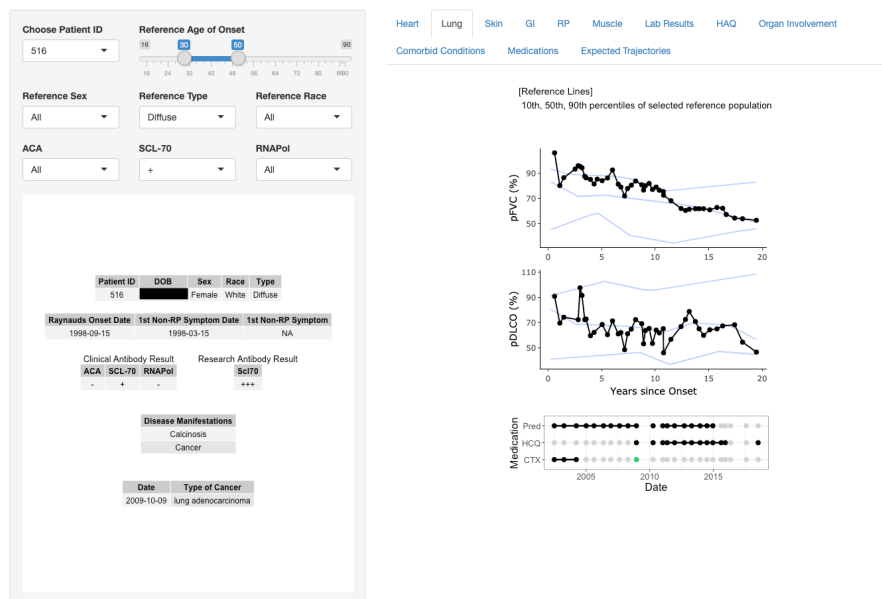 Choose Patient ID
516
Reference Age of Onset
16 30 50 90
16 24 32 40 48 56 64 72 80
Reference Sex Reference Type Reference Race
All Diffuse All
ACA SCL-70 RNAPol
All + All
Patient ID DOB Sex Race Type
516 Female White Diffuse
Raynauds Onset Date 1st Non-RP Symptom Date 1st Non-RP Symptom
1998-09-15 1998-03-15 NA
Clinical Antibody Result Research Antibody Result
ACA SCL-70 RNAPol Scl70
- + - +++
Disease Manifestations
Calcinosis
Cancer
Date Type of Cancer
2009-10-09 lung adenocarcinoma
Heart Lung Skin GI RP Muscle Lab Results HAQ Organ Involvement
Comorbid Conditions Medications Expected Trajectories
[Reference Lines]
10th, 50th, 90th percentiles of selected reference population
pFVC (%)
90
70
50
0 5 10 15 20
pDLCO (%)
110
90
70
50
0 5 10 15 20
Years since Onset
Medication
Pred
HCQ
CTX
2005 2010 2015
Date